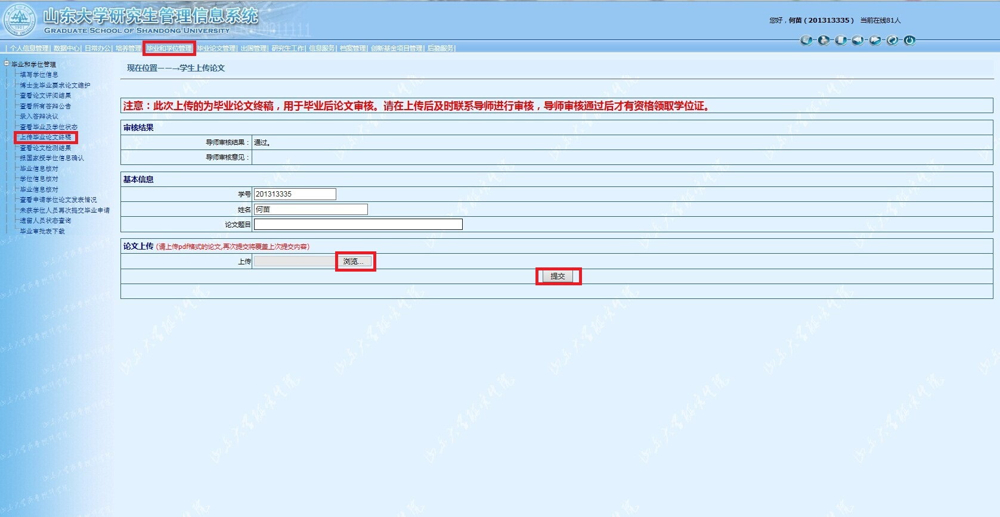 山东大学研究生管理信息系统
GRADUATE SCHOOL OF SHANDONG UNIVERSITY
您好，何苗（201313335） 当前在线81人
| 个人信息管理| 数据中心| 日常办公| 培养管理| 毕业和学位管理| 毕业论文管理| 出国管理| 研究生工作| 信息服务| 档案管理| 创新基金项目管理| 后勤服务|
毕业和学位管理
填写学位信息
博士生毕业要求论文维护
查看论文评阅结果
查看所有答辩公告
录入答辩决议
查看毕业及学位状态
上传毕业论文终稿
查看论文检测结果
报国家授学位信息确认
毕业信息核对
学位信息核对
毕业信息核对
查看申请学位论文发表情况
未获学位人员再次提交毕业申请
遗留人员状态查询
毕业审批表下载
现在位置——→学生上传论文
注意：此次上传的为毕业论文终稿，用于毕业后论文审核。请在上传后及时联系导师进行审核，导师审核通过后才有资格领取学位证。
审核结果
导师审核结果： 通过。
导师审核意见：
基本信息
学号 201313335
姓名 何苗
论文题目
论文上传 (请上传pdf格式的论文,再次提交将覆盖上次提交内容)
上传 浏览...
提交